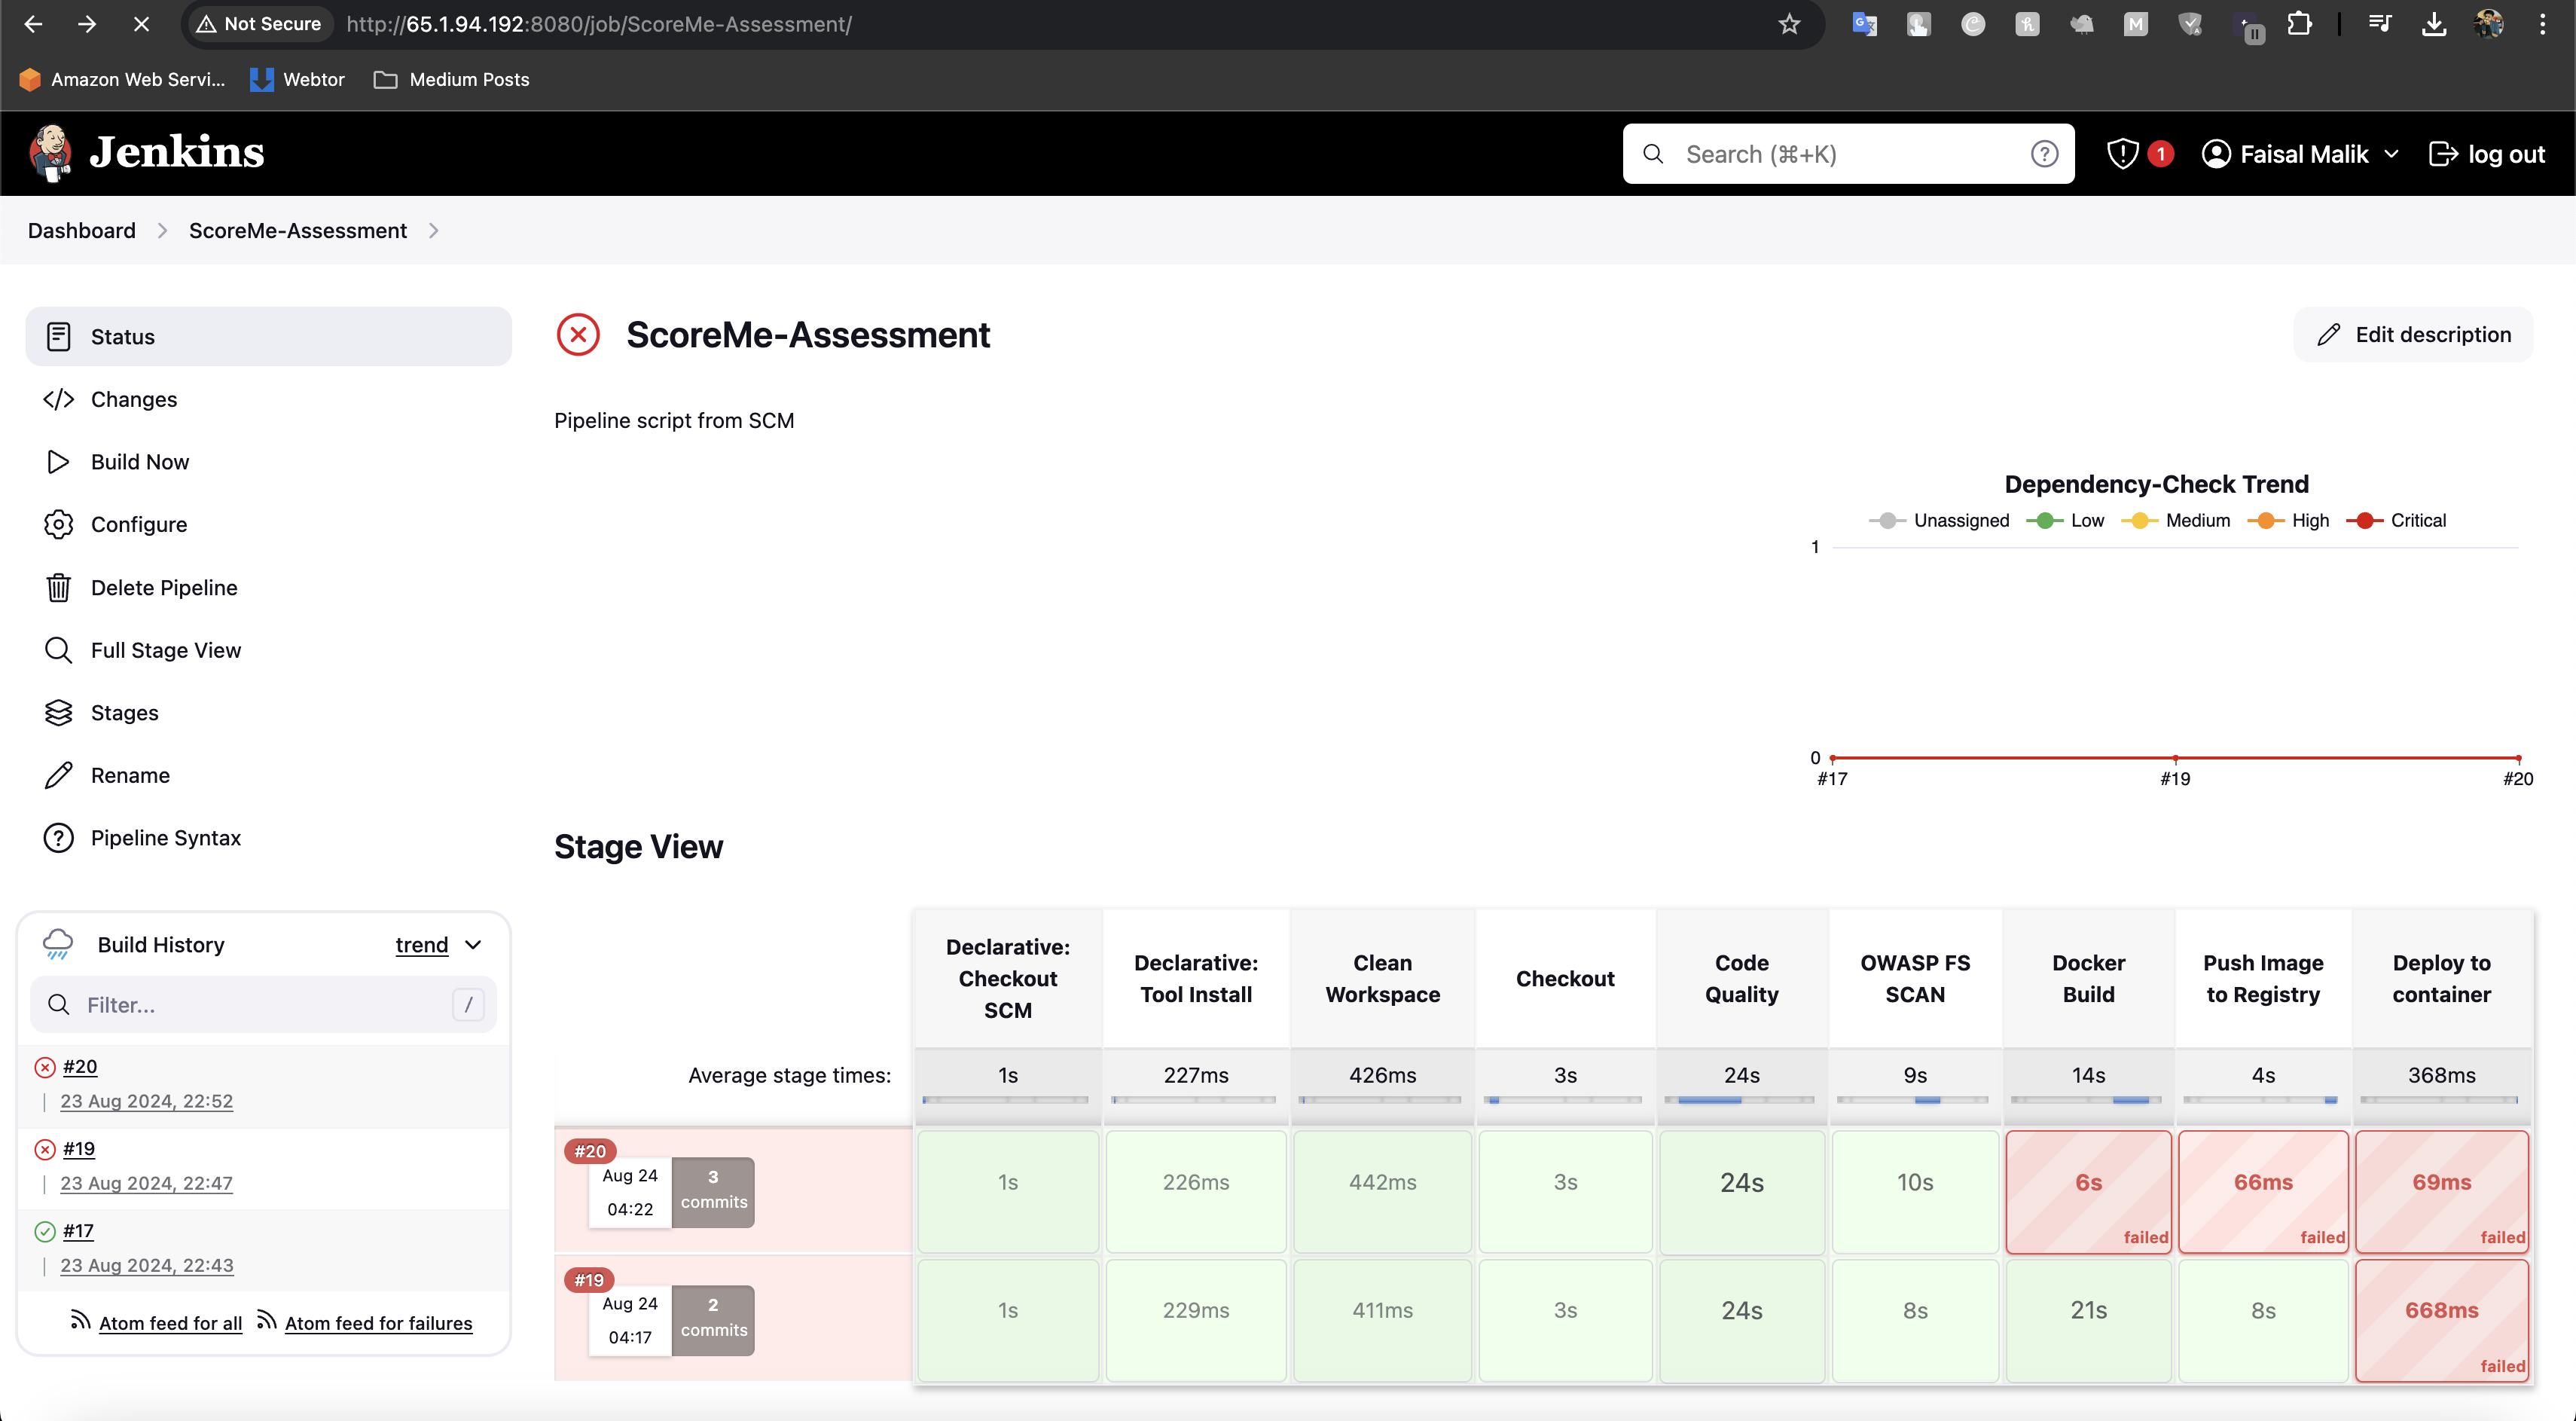 Not Secure http://65.1.94.192:8080/job/ScoreMe-Assessment/
Amazon Web Servi... Webtor Medium Posts
Jenkins
Search (⌘+K)
1
Faisal Malik
log out
Dashboard ScoreMe-Assessment
Status
Changes
Build Now
Configure
Delete Pipeline
Full Stage View
Stages
Rename
Pipeline Syntax
Build History trend
Filter... /
#20
23 Aug 2024, 22:52
#19
23 Aug 2024, 22:47
#17
23 Aug 2024, 22:43
Atom feed for all Atom feed for failures
ScoreMe-Assessment
Edit description
Pipeline script from SCM
Dependency-Check Trend
Unassigned Low Medium High Critical
1
0
#17 #19 #20
Stage View
Declarative: Checkout SCM
Declarative: Tool Install
Clean Workspace
Checkout
Code Quality
OWASP FS SCAN
Docker Build
Push Image to Registry
Deploy to container
Average stage times: 1s 227ms 426ms 3s 24s 9s 14s 4s 368ms
#20
Aug 24
04:22
3
commits
1s 226ms 442ms 3s 24s 10s 6s 66ms 69ms
failed failed failed
#19
Aug 24
04:17
2
commits
1s 229ms 411ms 3s 24s 8s 21s 8s 668ms
failed